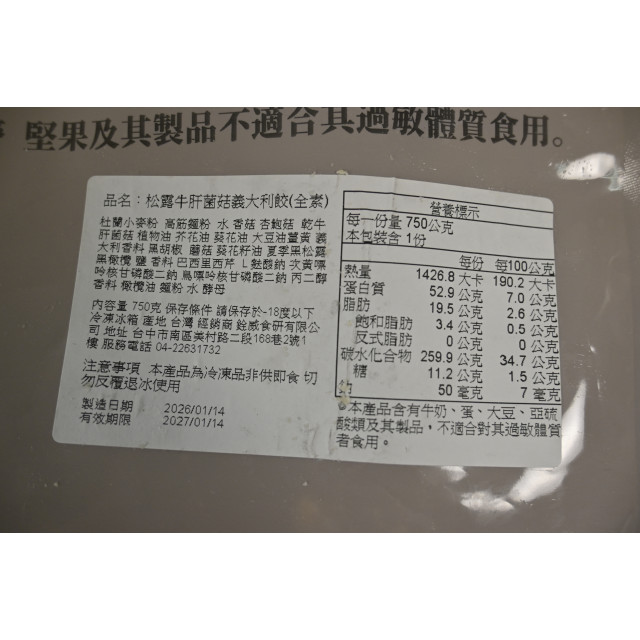 堅果及其製品不適合其過敏體質食用。
品名：松露牛肝菌菇義大利餃(全素)
杜蘭小麥粉 高筋麵粉 水 香菇 杏鮑菇 乾牛
肝菌菇 植物油 芥花油 葵花油 大豆油薑黃 義
大利香料 黑胡椒 蘑菇 葵花籽油 夏季黑松露
黑橄欖 鹽 香料 巴西里西芹 L 麩酸鈉 次黃嘌
呤核甘磷酸二鈉 鳥嘌呤核甘磷酸二鈉 丙二醇
香料 橄欖油 麵粉 水 酵母
內容量 750克 保存條件 請保存於-18度以下
冷凍冰箱 產地 台灣 經銷商 銓威食研有限公
司 地址 台中市南區美村路二段168巷2號1
樓 服務電話 04-22631732
注意事項 本產品為冷凍品非供即食 切
勿反覆退冰使用
製造日期 2026/01/14
有效期限 2027/01/14
營養標示
每一份量 750公克
本包裝含 1份
每份 每100公克
熱量 1426.8 大卡 190.2 大卡
蛋白質 52.9 公克 7.0 公克
脂肪 19.5 公克 2.6 公克
飽和脂肪 3.4 公克 0.5 公克
反式脂肪 0 公克 0 公克
碳水化合物 259.9 公克 34.7 公克
糖 11.2 公克 1.5 公克
鈉 50 毫克 7 毫克
本產品含有牛奶、蛋、大豆、亞硫
酸類及其製品，不適合對其過敏體質
者食用。